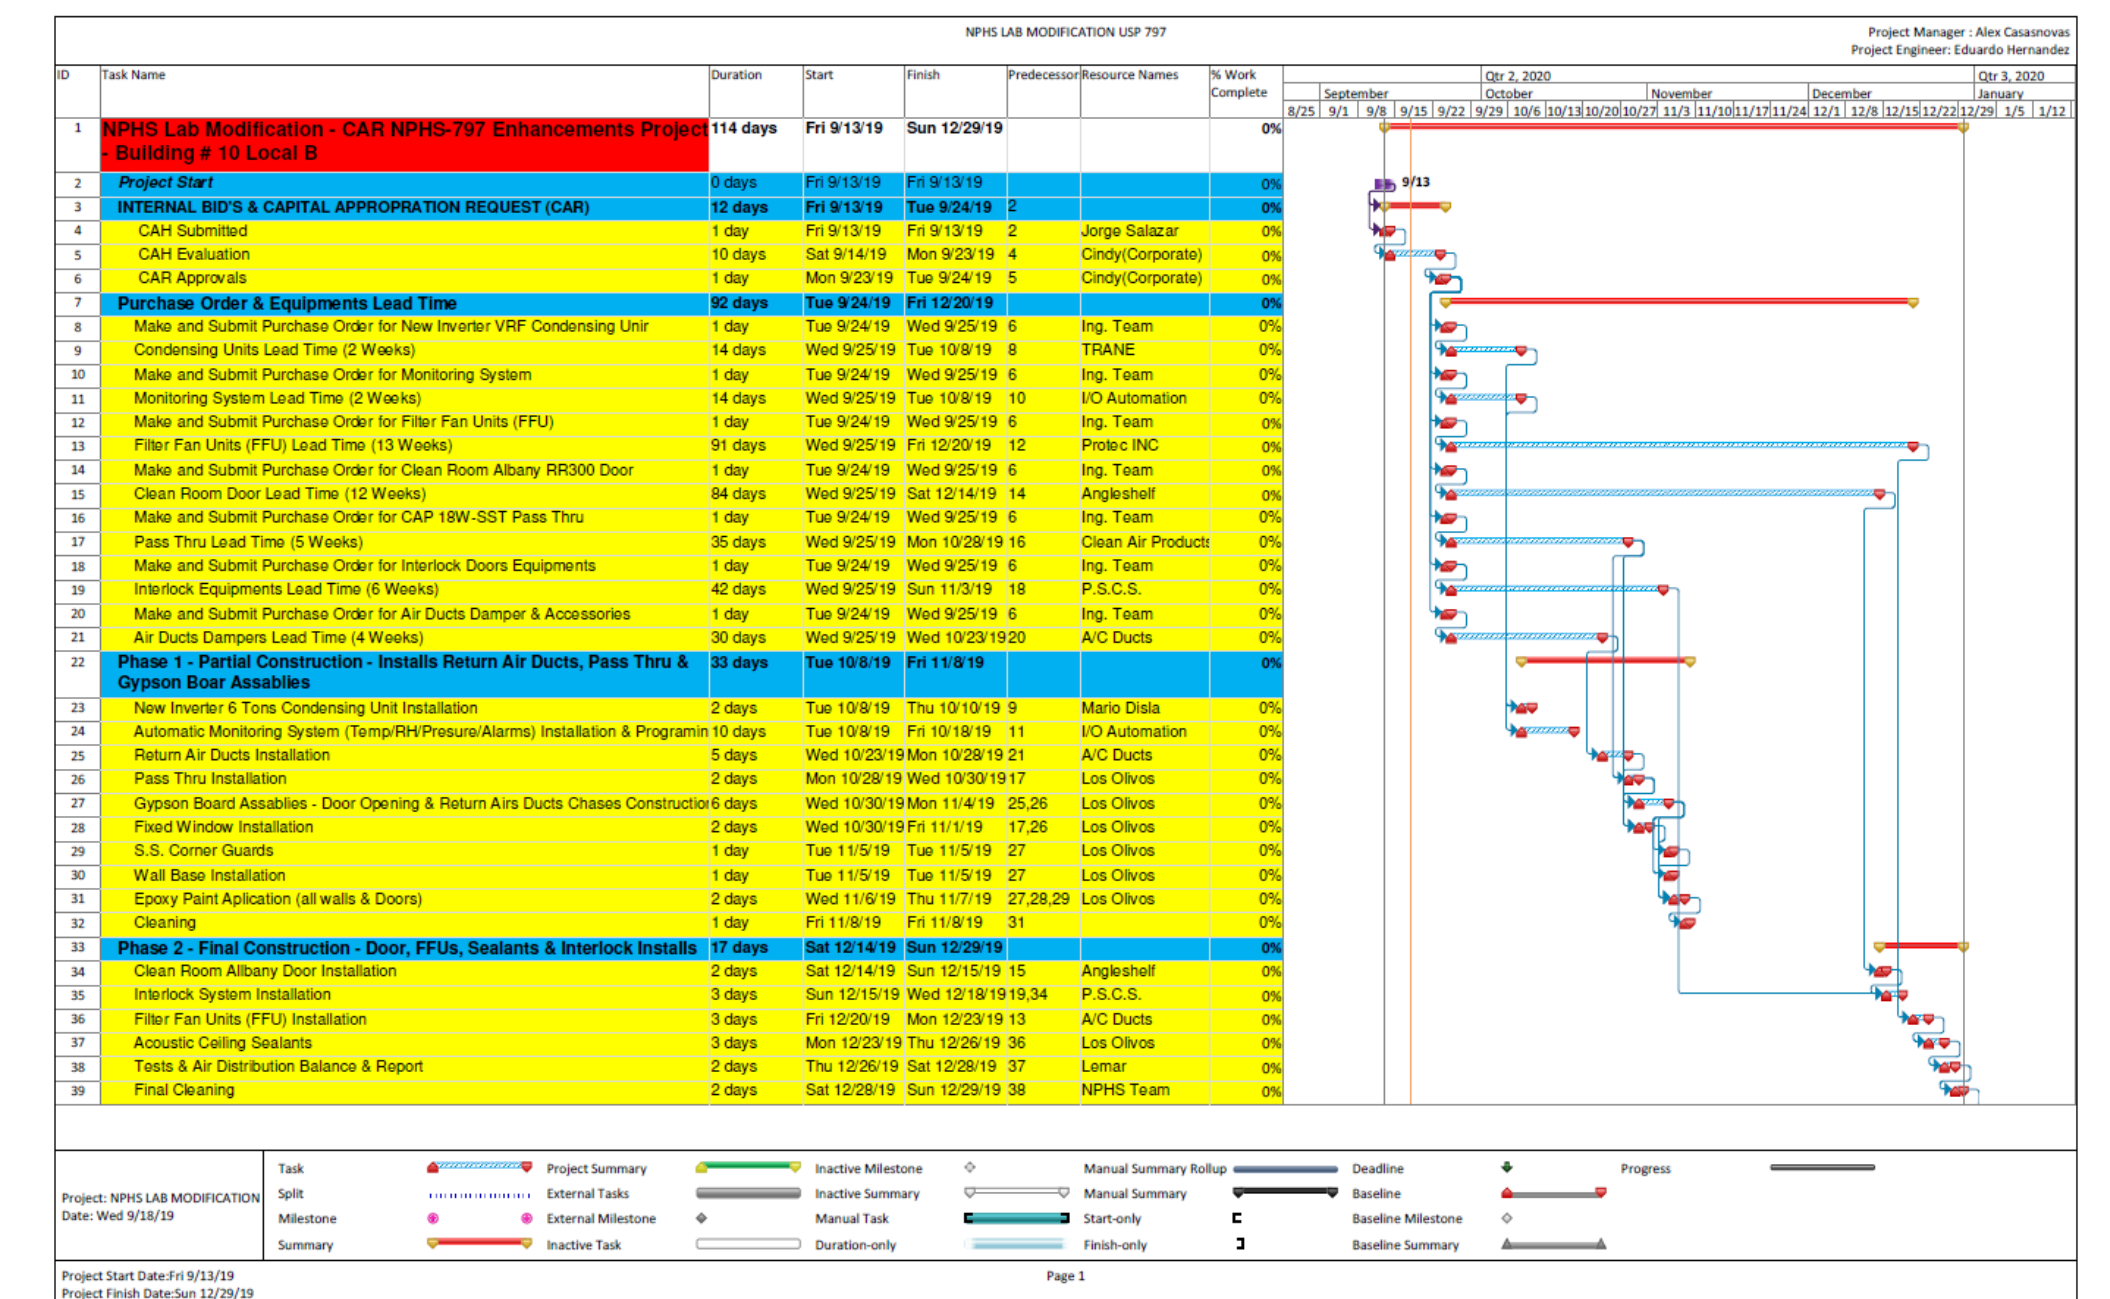 NPHS LAB MODIFICATION USP 797
Project Manager : Alex Casasnovas
Project Engineer: Eduardo Hernandez
ID Task Name Duration Start Finish Predecessor Resource Names % Work Complete
Qtr 2, 2020 Qtr 3, 2020
September October November December January
8/25 9/1 9/8 9/15 9/22 9/29 10/6 10/13 10/20 10/27 11/3 11/10 11/17 11/24 12/1 12/8 12/15 12/22 12/29 1/5 1/12
1 NPHS Lab Modification - CAR NPHS-797 Enhancements Project 114 days Fri 9/13/19 Sun 12/29/19 0%
- Building # 10 Local B
2 Project Start 0 days Fri 9/13/19 Fri 9/13/19 0% 9/13
3 INTERNAL BID'S & CAPITAL APPROPRATION REQUEST (CAR) 12 days Fri 9/13/19 Tue 9/24/19 2 0%
4 CAH Submitted 1 day Fri 9/13/19 Fri 9/13/19 2 Jorge Salazar 0%
5 CAH Evaluation 10 days Sat 9/14/19 Mon 9/23/19 4 Cindy(Corporate) 0%
6 CAR Approvals 1 day Mon 9/23/19 Tue 9/24/19 5 Cindy(Corporate) 0%
7 Purchase Order & Equipments Lead Time 92 days Tue 9/24/19 Fri 12/20/19 0%
8 Make and Submit Purchase Order for New Inverter VRF Condensing Unir 1 day Tue 9/24/19 Wed 9/25/19 6 Ing. Team 0%
9 Condensing Units Lead Time (2 Weeks) 14 days Wed 9/25/19 Tue 10/8/19 8 TRANE 0%
10 Make and Submit Purchase Order for Monitoring System 1 day Tue 9/24/19 Wed 9/25/19 6 Ing. Team 0%
11 Monitoring System Lead Time (2 Weeks) 14 days Wed 9/25/19 Tue 10/8/19 10 I/O Automation 0%
12 Make and Submit Purchase Order for Filter Fan Units (FFU) 1 day Tue 9/24/19 Wed 9/25/19 6 Ing. Team 0%
13 Filter Fan Units (FFU) Lead Time (13 Weeks) 91 days Wed 9/25/19 Fri 12/20/19 12 Protec INC 0%
14 Make and Submit Purchase Order for Clean Room Albany RR300 Door 1 day Tue 9/24/19 Wed 9/25/19 6 Ing. Team 0%
15 Clean Room Door Lead Time (12 Weeks) 84 days Wed 9/25/19 Sat 12/14/19 14 Angleshelf 0%
16 Make and Submit Purchase Order for CAP 18W-SST Pass Thru 1 day Tue 9/24/19 Wed 9/25/19 6 Ing. Team 0%
17 Pass Thru Lead Time (5 Weeks) 35 days Wed 9/25/19 Mon 10/28/19 16 Clean Air Products 0%
18 Make and Submit Purchase Order for Interlock Doors Equipments 1 day Tue 9/24/19 Wed 9/25/19 6 Ing. Team 0%
19 Interlock Equipments Lead Time (6 Weeks) 42 days Wed 9/25/19 Sun 11/3/19 18 P.S.C.S. 0%
20 Make and Submit Purchase Order for Air Ducts Damper & Accessories 1 day Tue 9/24/19 Wed 9/25/19 6 Ing. Team 0%
21 Air Ducts Dampers Lead Time (4 Weeks) 30 days Wed 9/25/19 Wed 10/23/19 20 A/C Ducts 0%
22 Phase 1 - Partial Construction - Installs Return Air Ducts, Pass Thru & 33 days Tue 10/8/19 Fri 11/8/19 0%
Gypson Boar Assablies
23 New Inverter 6 Tons Condensing Unit Installation 2 days Tue 10/8/19 Thu 10/10/19 9 Mario Disla 0%
24 Automatic Monitoring System (Temp/RH/Presure/Alarms) Installation & Programin 10 days Tue 10/8/19 Fri 10/18/19 11 I/O Automation 0%
25 Return Air Ducts Installation 5 days Wed 10/23/19 Mon 10/28/19 21 A/C Ducts 0%
26 Pass Thru Installation 2 days Mon 10/28/19 Wed 10/30/19 17 Los Olivos 0%
27 Gypson Board Assablies - Door Opening & Return Airs Ducts Chases Construction 6 days Wed 10/30/19 Mon 11/4/19 25,26 Los Olivos 0%
28 Fixed Window Installation 2 days Wed 10/30/19 Fri 11/1/19 17,26 Los Olivos 0%
29 S.S. Corner Guards 1 day Tue 11/5/19 Tue 11/5/19 27 Los Olivos 0%
30 Wall Base Installation 1 day Tue 11/5/19 Tue 11/5/19 27 Los Olivos 0%
31 Epoxy Paint Aplication (all walls & Doors) 2 days Wed 11/6/19 Thu 11/7/19 27,28,29 Los Olivos 0%
32 Cleaning 1 day Fri 11/8/19 Fri 11/8/19 31 0%
33 Phase 2 - Final Construction - Door, FFUs, Sealants & Interlock Installs 17 days Sat 12/14/19 Sun 12/29/19 0%
34 Clean Room Allbany Door Installation 2 days Sat 12/14/19 Sun 12/15/19 15 Angleshelf 0%
35 Interlock System Installation 3 days Sun 12/15/19 Wed 12/18/19 19,34 P.S.C.S. 0%
36 Filter Fan Units (FFU) Installation 3 days Fri 12/20/19 Mon 12/23/19 13 A/C Ducts 0%
37 Acoustic Ceiling Sealants 3 days Mon 12/23/19 Thu 12/26/19 36 Los Olivos 0%
38 Tests & Air Distribution Balance & Report 2 days Thu 12/26/19 Sat 12/28/19 37 Lemar 0%
39 Final Cleaning 2 days Sat 12/28/19 Sun 12/29/19 38 NPHS Team 0%
Project: NPHS LAB MODIFICATION
Date: Wed 9/18/19
Task Project Summary Inactive Milestone Manual Summary Rollup Deadline Progress
Split External Tasks Inactive Summary Manual Summary Baseline
Milestone External Milestone Manual Task Start-only Baseline Milestone
Summary Inactive Task Duration-only Finish-only Baseline Summary
Project Start Date:Fri 9/13/19
Project Finish Date:Sun 12/29/19
Page 1